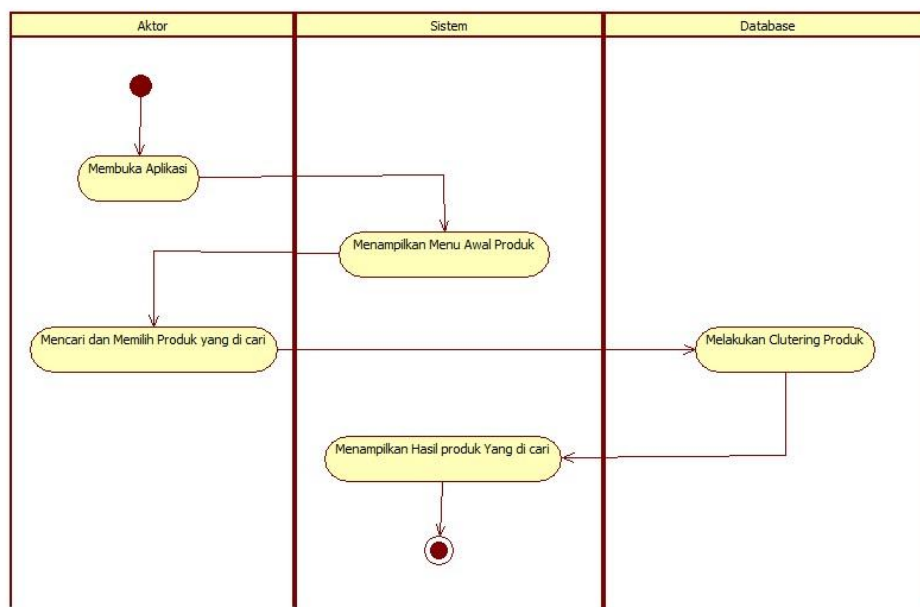 Aktor
Sistem
Database
Membuka Aplikasi
Menampilkan Menu Awal Produk
Mencari dan Memilih Produk yang di cari
Melakukan Clutering Produk
Menampilkan Hasil produk Yang di cari